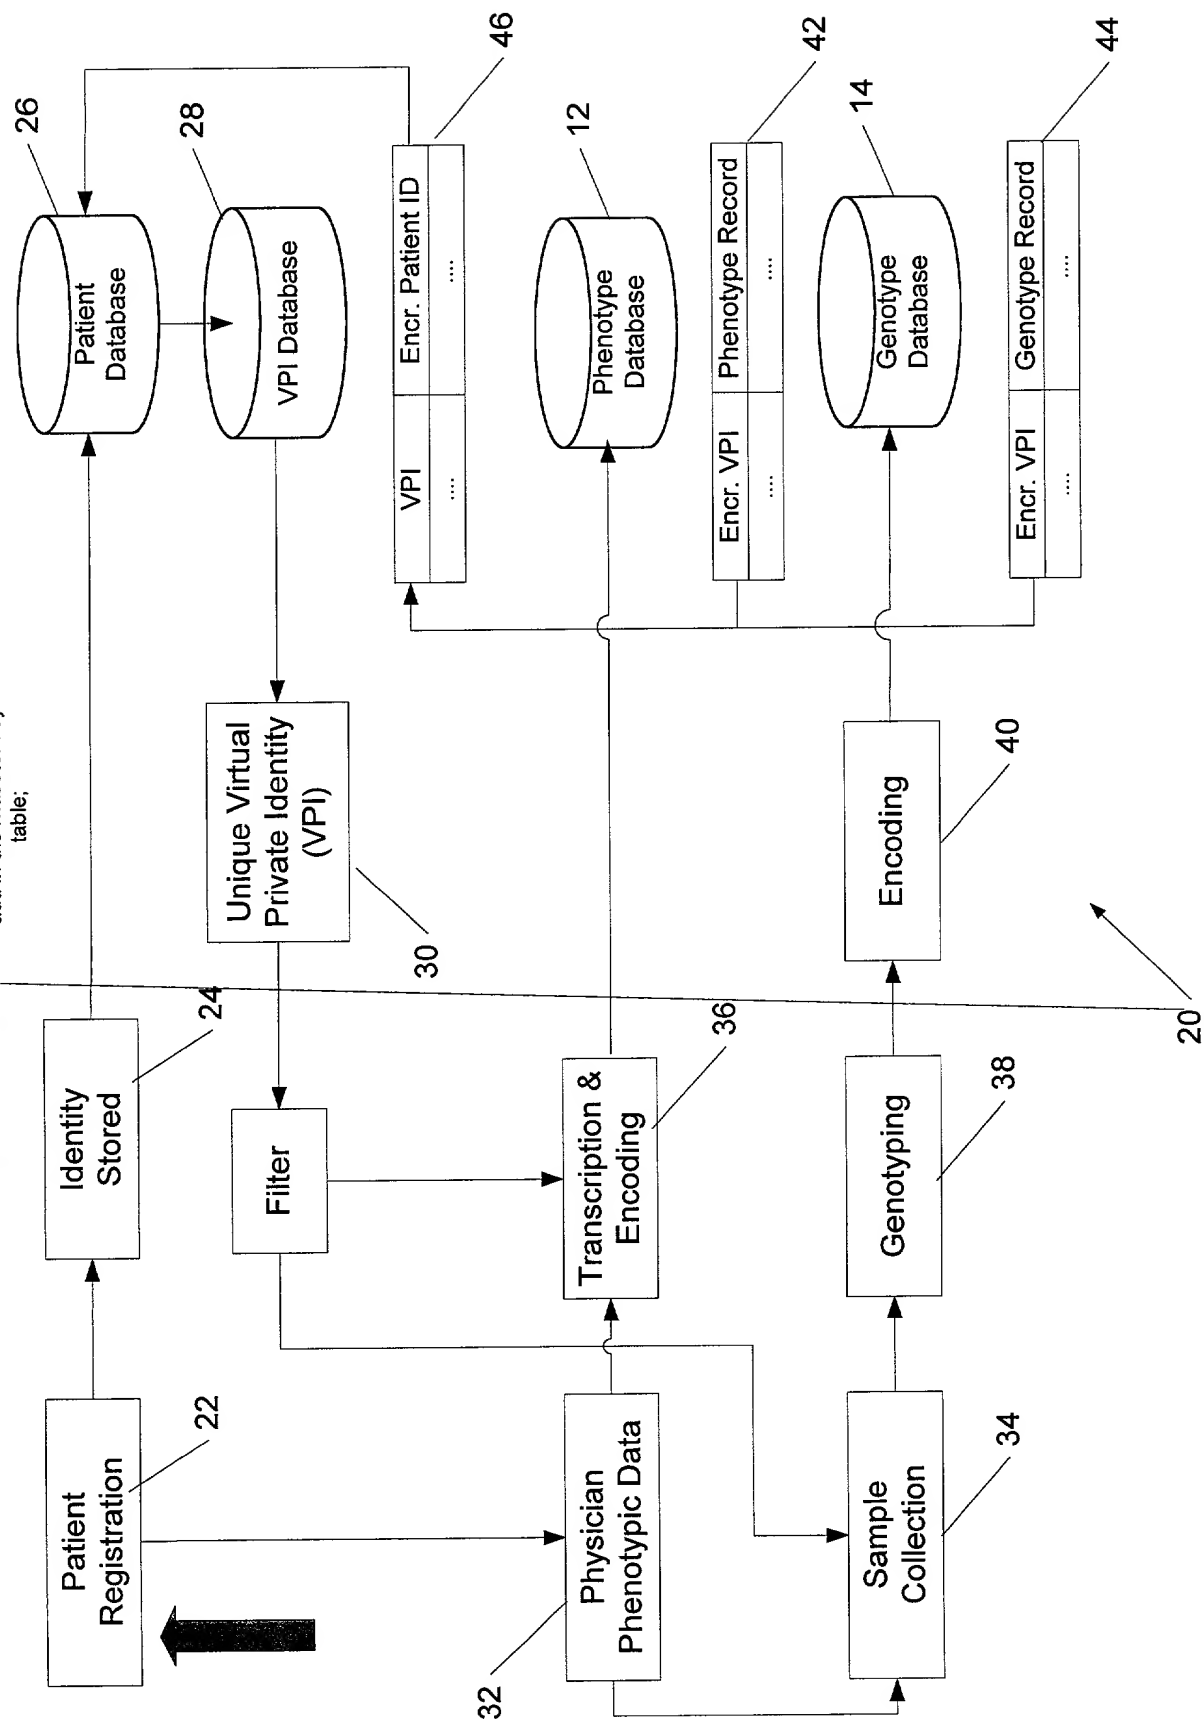 table;
Patient
Registration
22
Identity
Stored
24
Patient
Database
26
Filter
Unique Virtual
Private Identity
(VPI)
30
VPI Database
28
VPI
Encr. Patient ID
....
....
46
Physician
Phenotypic Data
32
Transcription &
Encoding
36
Phenotype
Database
12
Encr. VPI
Phenotype Record
....
....
42
Sample
Collection
34
Genotyping
38
Encoding
40
Genotype
Database
14
Encr. VPI
Genotype Record
....
....
44
20